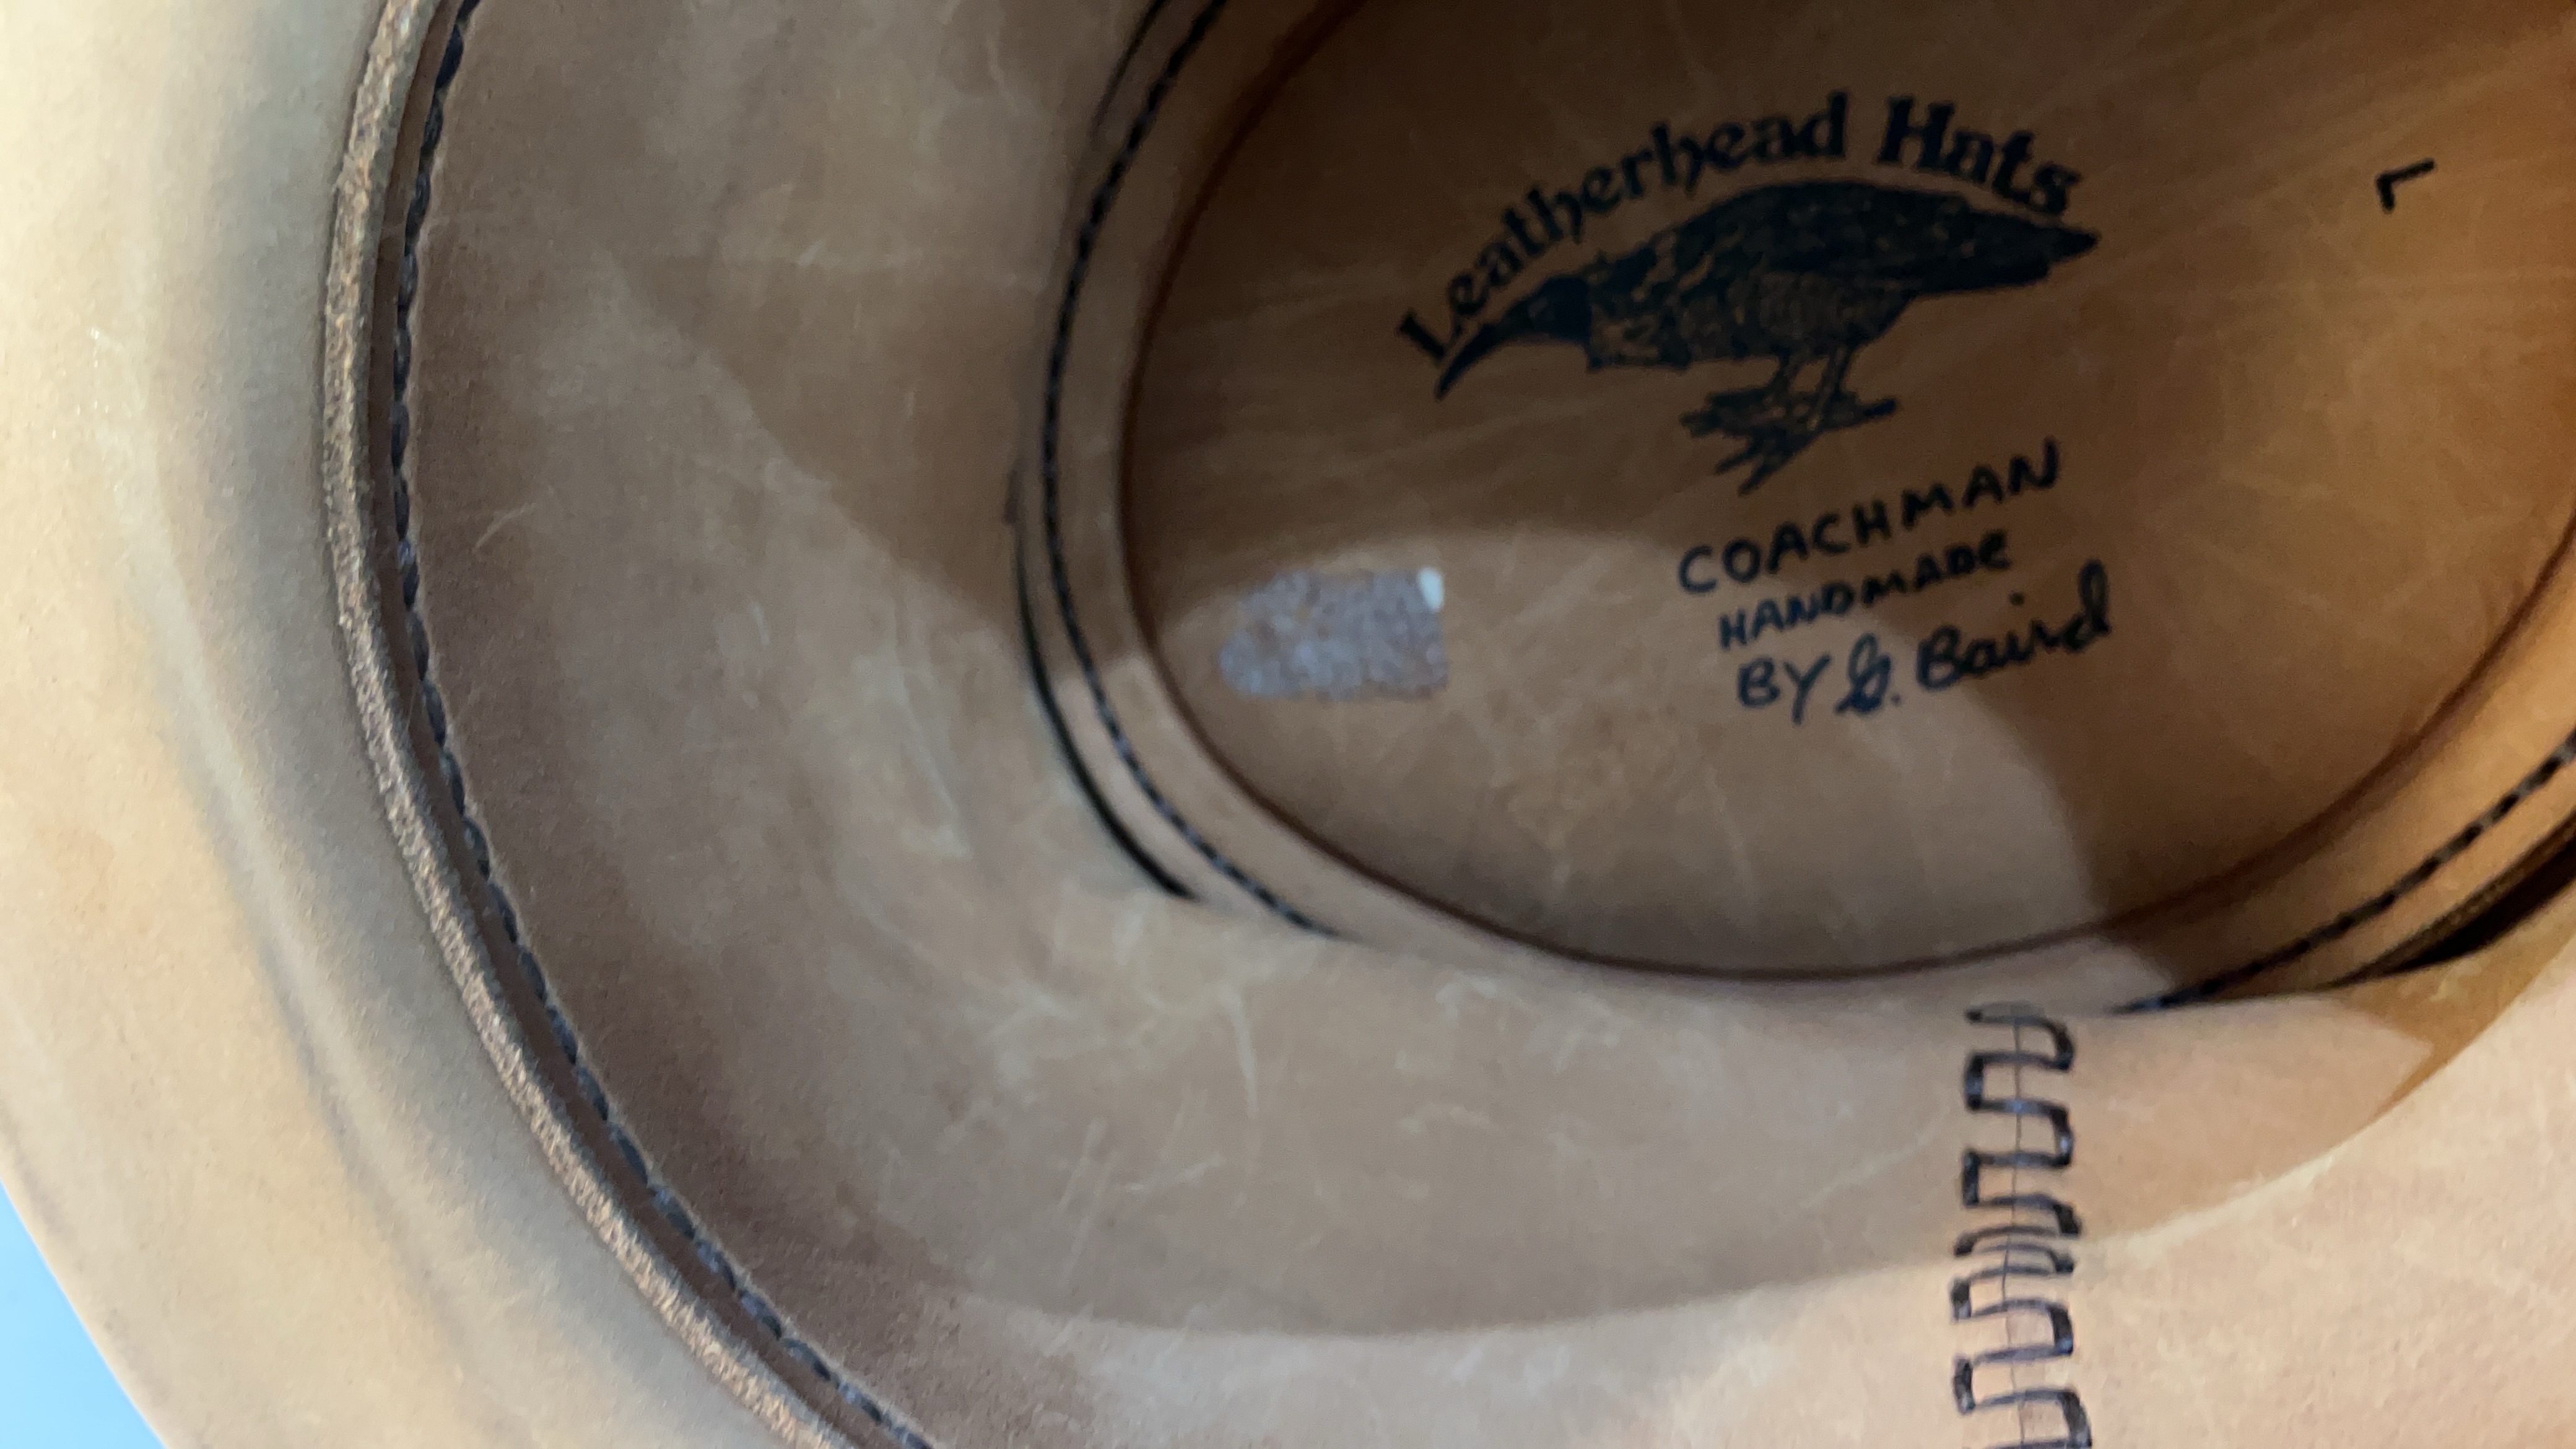 Leatherhead Hats
L
COACHMAN
HANDMADE
BY G. Baird